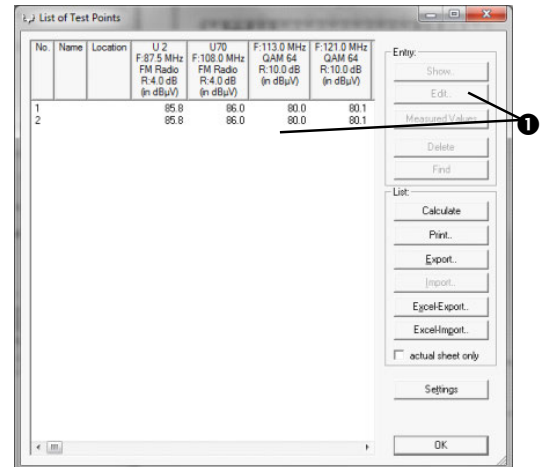 List of Test Points
No. Name Location U 2 U70 F:113.0 MHz F:121.0 MHz
F:87.5 MHz F:108.0 MHz QAM 64 QAM 64
FM Radio FM Radio R:10.0 dB R:10.0 dB
R:4.0 dB R:4.0 dB (in dBµV) (in dBµV)
(in dBµV) (in dBµV)
1 85.8 86.0 80.0 80.1
2 85.8 86.0 80.0 80.1
Entry:
Show..
Edit..
Measured Values
Delete
Find
1
List:
Calculate
Print..
Export..
Import..
Excel-Export..
Excel-Import..
actual sheet only
Settings
OK